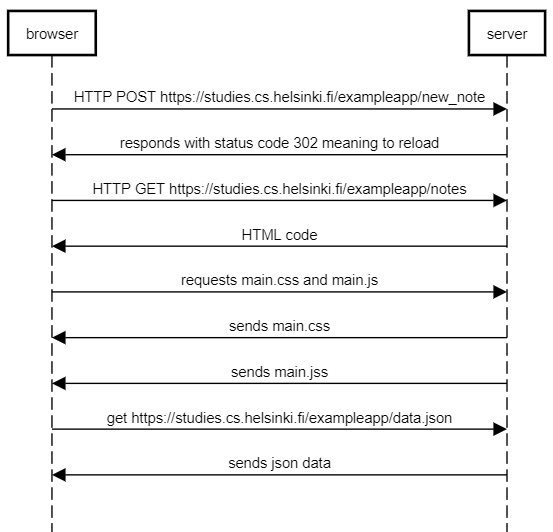 browser
server
HTTP POST https://studies.cs.helsinki.fi/exampleapp/new_note
responds with status code 302 meaning to reload
HTTP GET https://studies.cs.helsinki.fi/exampleapp/notes
HTML code
requests main.css and main.js
sends main.css
sends main.jss
get https://studies.cs.helsinki.fi/exampleapp/data.json
sends json data